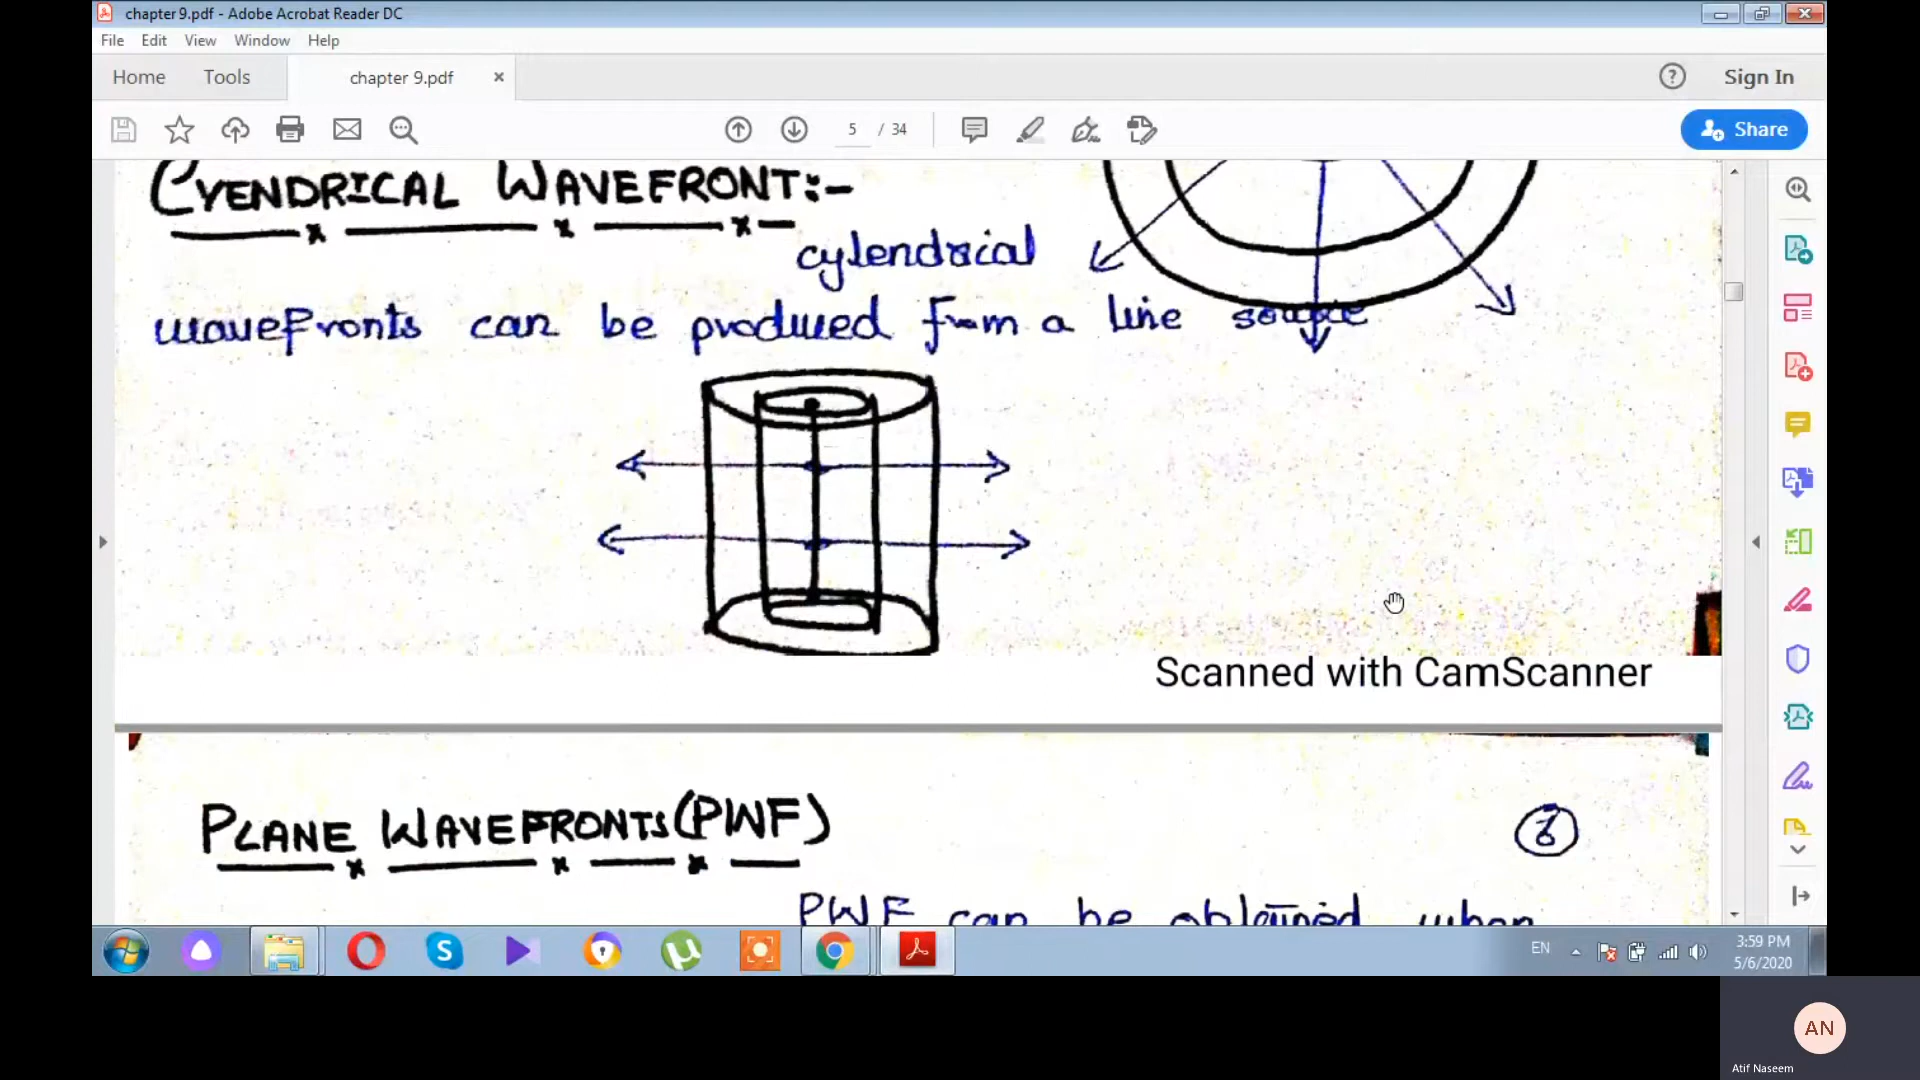 chapter 9.pdf - Adobe Acrobat Reader DC
File Edit View Window Help
Home Tools chapter 9.pdf × ? Sign In
5 / 34 Share
CYENDRICAL WAVEFRONT:-
cylendrical
wavefronts can be produced from a line source
Scanned with CamScanner
PLANE WAVEFRONTS(PWF)
PWF can be obtained when
EN 3:59 PM
5/6/2020
AN
Atif Naseem